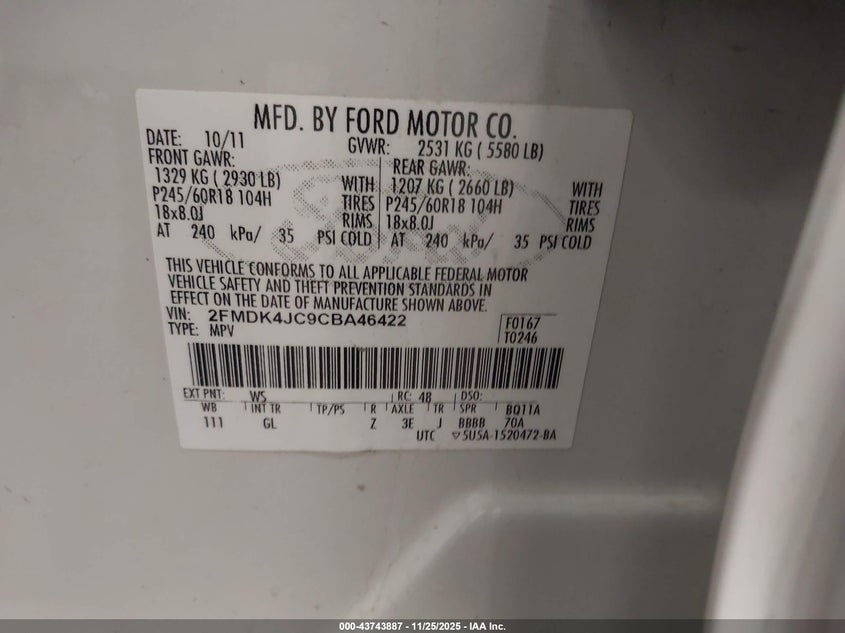 MFD. BY FORD MOTOR CO.
DATE: 10/11 GVWR: 2531 KG ( 5580 LB)
FRONT GAWR: REAR GAWR:
1329 KG ( 2930 LB) WITH 1207 KG ( 2660 LB) WITH
P245/60R18 104H TIRES P245/60R18 104H TIRES
18x8.0J RIMS 18x8.0J RIMS
AT 240 kPa/ 35 PSI COLD AT 240 kPa/ 35 PSI COLD
THIS VEHICLE CONFORMS TO ALL APPLICABLE FEDERAL MOTOR
VEHICLE SAFETY AND THEFT PREVENTION STANDARDS IN
EFFECT ON THE DATE OF MANUFACTURE SHOWN ABOVE.
VIN: 2FMDK4JC9CBA46422 F0167
TYPE: MPV T0246
EXT PNT: WS RC: 48 DSO:
WB INT TR TP/PS R AXLE TR SPR BQ11A
111 GL Z 3E J BBBB 70A
UTC ▽5U5A-1520472-BA
000-43743887 - 11/25/2025 - IAA Inc.